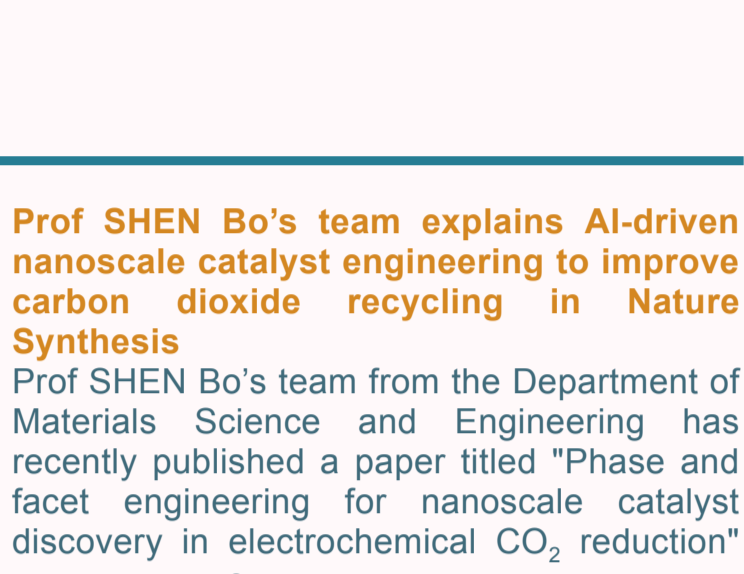 Prof SHEN Bo’s team explains AI-driven
nanoscale catalyst engineering to improve
carbon dioxide recycling in Nature
Synthesis
Prof SHEN Bo’s team from the Department of
Materials Science and Engineering has
recently published a paper titled "Phase and
facet engineering for nanoscale catalyst
discovery in electrochemical CO₂ reduction"